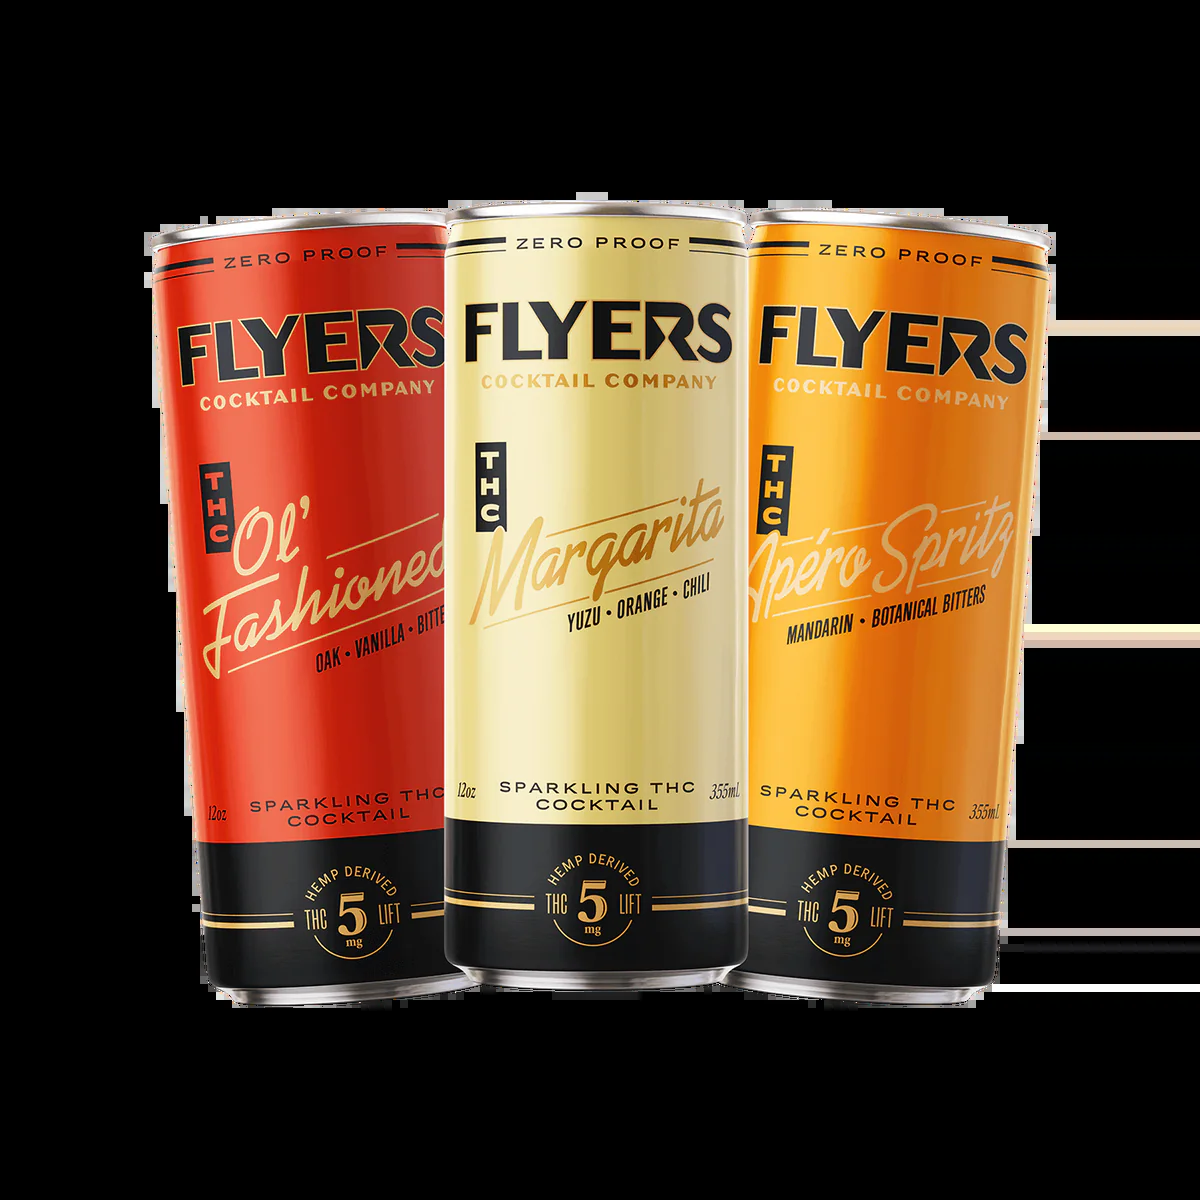 ZERO PROOF
FLYERS
COCKTAIL COMPANY
THC
Ol'
Fashioned
OAK • VANILLA •
12oz
SPARKLING THC
COCKTAIL
HEMP DERIVED
THC 5 mg LIFT
ZERO PROOF
FLYERS
COCKTAIL COMPANY
THC
Margarita
YUZU • ORANGE • CHILI
12oz
SPARKLING THC
COCKTAIL
355mL
HEMP DERIVED
THC 5 mg LIFT
ZERO PROOF
FLYERS
COCKTAIL COMPANY
THC
Apéro Spritz
MANDARIN • BOTANICAL BITTERS
SPARKLING THC
COCKTAIL
355mL
HEMP DERIVED
THC 5 mg LIFT